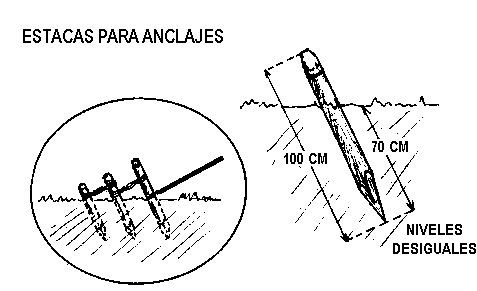 ESTACAS PARA ANCLAJES
100 CM
70 CM
NIVELES
DESIGUALES